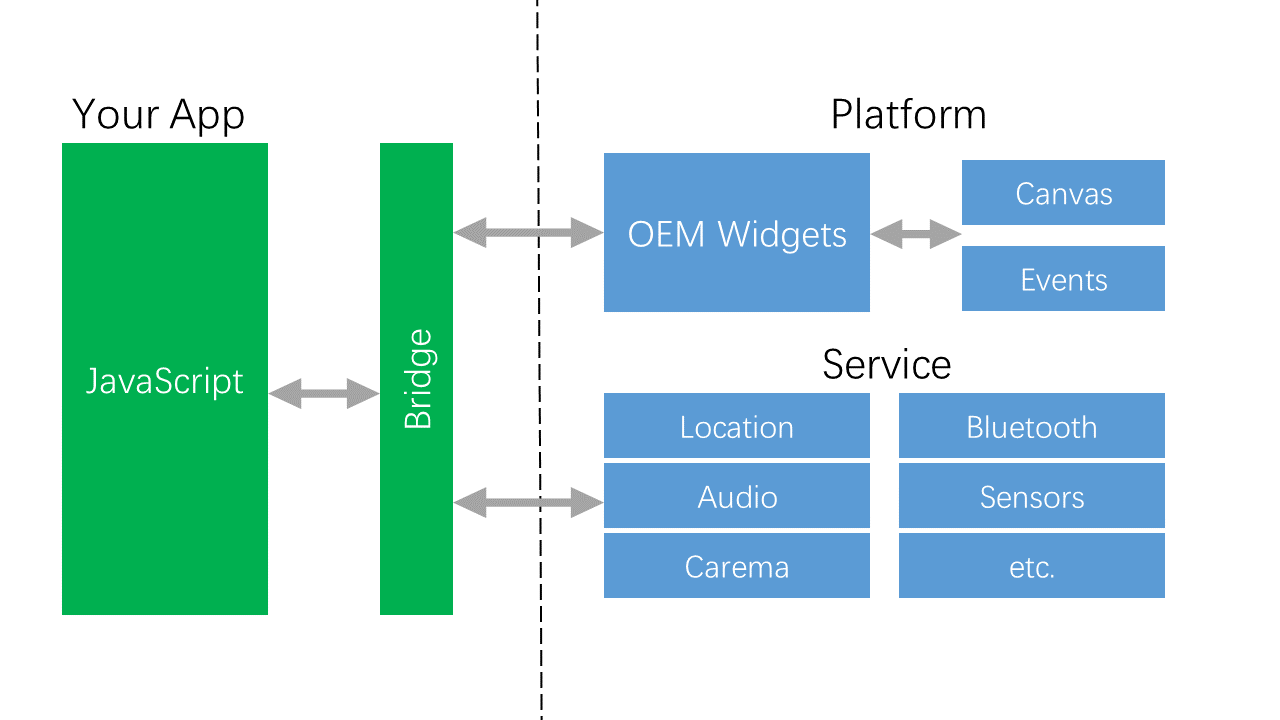 Your App
JavaScript
Bridge
Platform
OEM Widgets
Canvas
Events
Service
Location
Bluetooth
Audio
Sensors
Carema
etc.